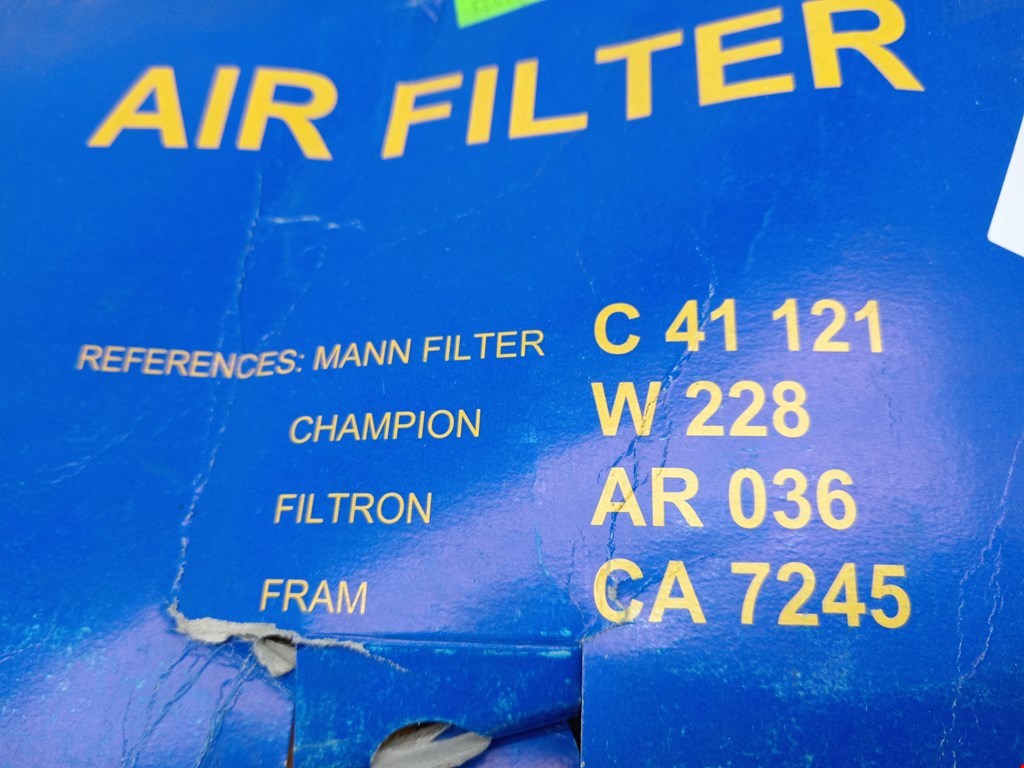 AIR FILTER
REFERENCES: MANN FILTER C 41 121
CHAMPION W 228
FILTRON AR 036
FRAM CA 7245